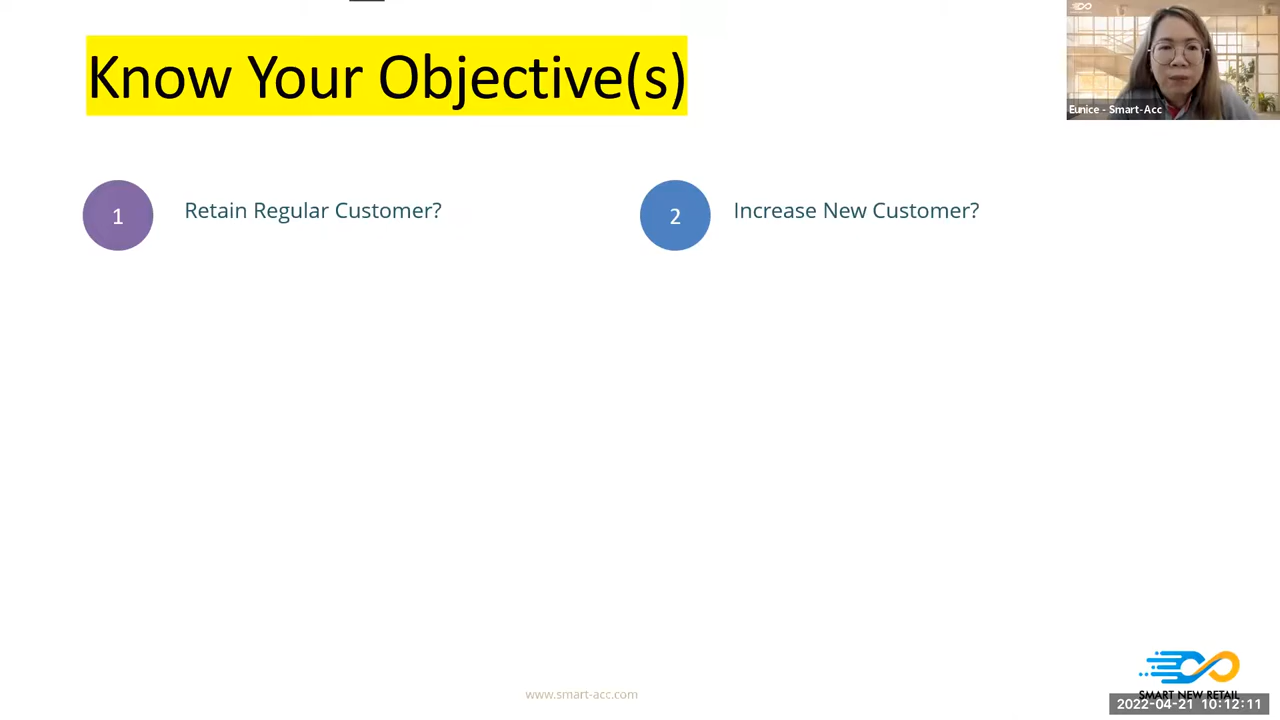 Know Your Objective(s)
Eunice - Smart-Acc
1
Retain Regular Customer?
2
Increase New Customer?
www.smart-acc.com
SMART NEW RETAIL
2022-04-21 10:12:11